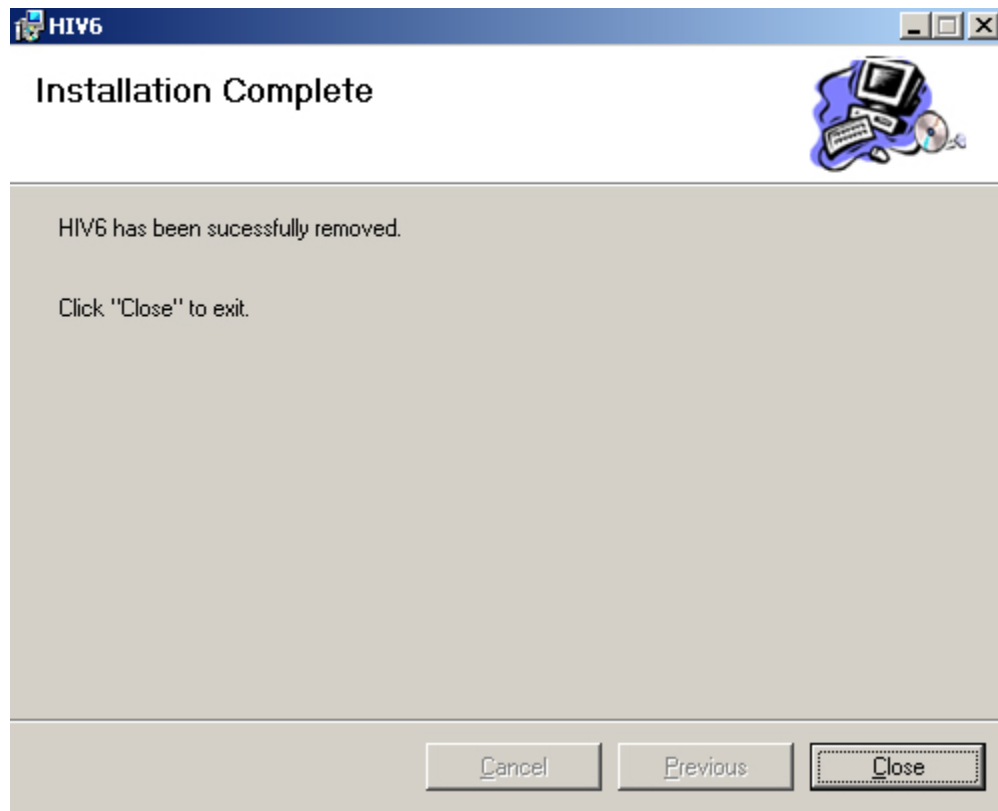 HIV6
Installation Complete
HIV6 has been sucessfully removed.
Click "Close" to exit.
Cancel
Previous
Close